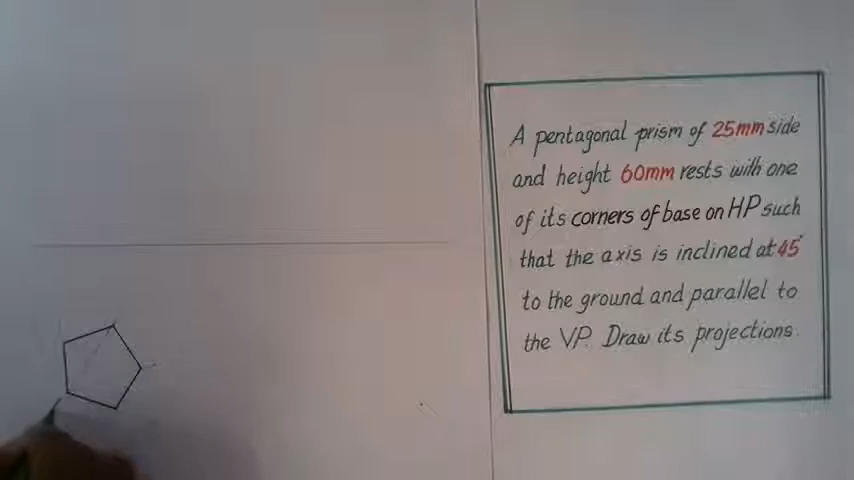 A pentagonal prism of 25mm side
and height 60mm rests with one
of its corners of base on HP such
that the axis is inclined at 45°
to the ground and parallel to
the VP. Draw its projections.